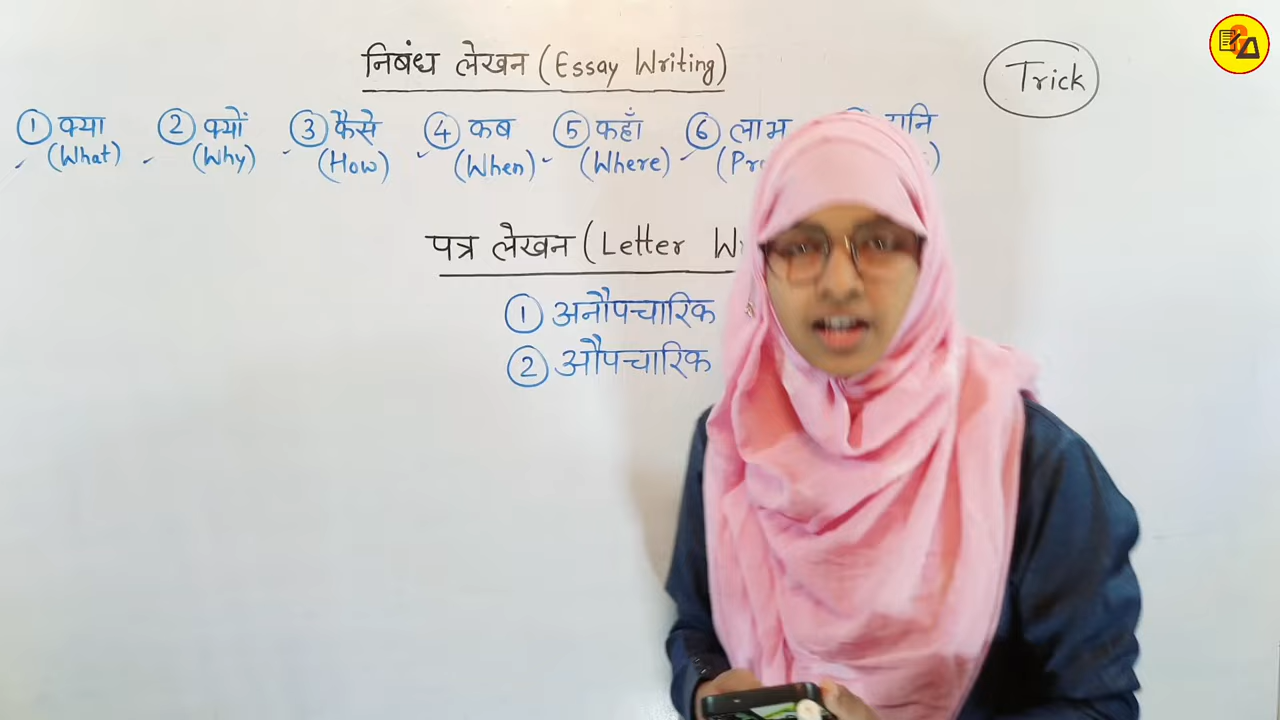 निबंध लेखन (Essay Writing)
Trick
① क्या ② क्यों ③ कैसे ④ कब ⑤ कहाँ ⑥ लाभ
(What) (Why) (How) (When) (Where)
पत्र लेखन (Letter
① अनौपचारिक
② औपचारिक